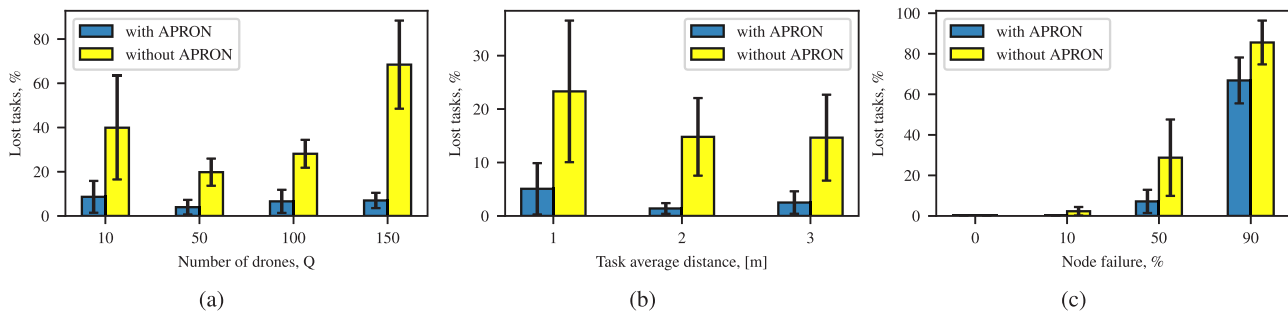 with APRON
without APRON
Lost tasks, %
80
60
40
20
0
10
50
100
150
Number of drones, Q
(a)
with APRON
without APRON
Lost tasks, %
30
20
10
0
1
2
3
Task average distance, [m]
(b)
with APRON
without APRON
Lost tasks, %
100
80
60
40
20
0
0
10
50
90
Node failure, %
(c)